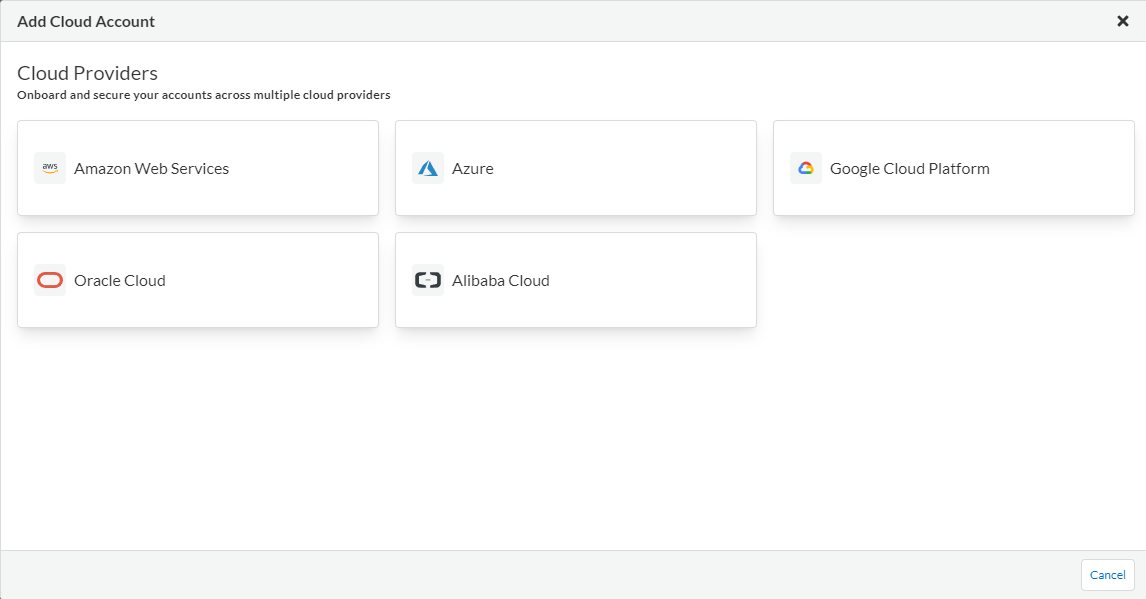 Add Cloud Account
Cloud Providers
Onboard and secure your accounts across multiple cloud providers
aws Amazon Web Services
Azure
Google Cloud Platform
Oracle Cloud
Alibaba Cloud
Cancel